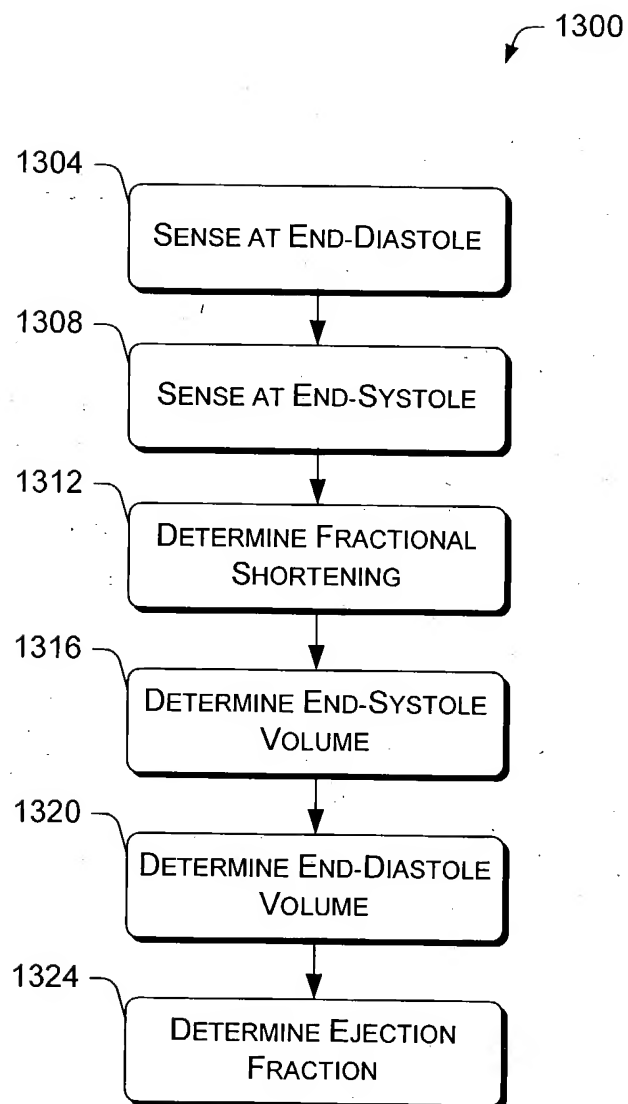 1300
1304
SENSE AT END-DIASTOLE
1308
SENSE AT END-SYSTOLE
1312
DETERMINE FRACTIONAL
SHORTENING
1316
DETERMINE END-SYSTOLE
VOLUME
1320
DETERMINE END-DIASTOLE
VOLUME
1324
DETERMINE EJECTION
FRACTION